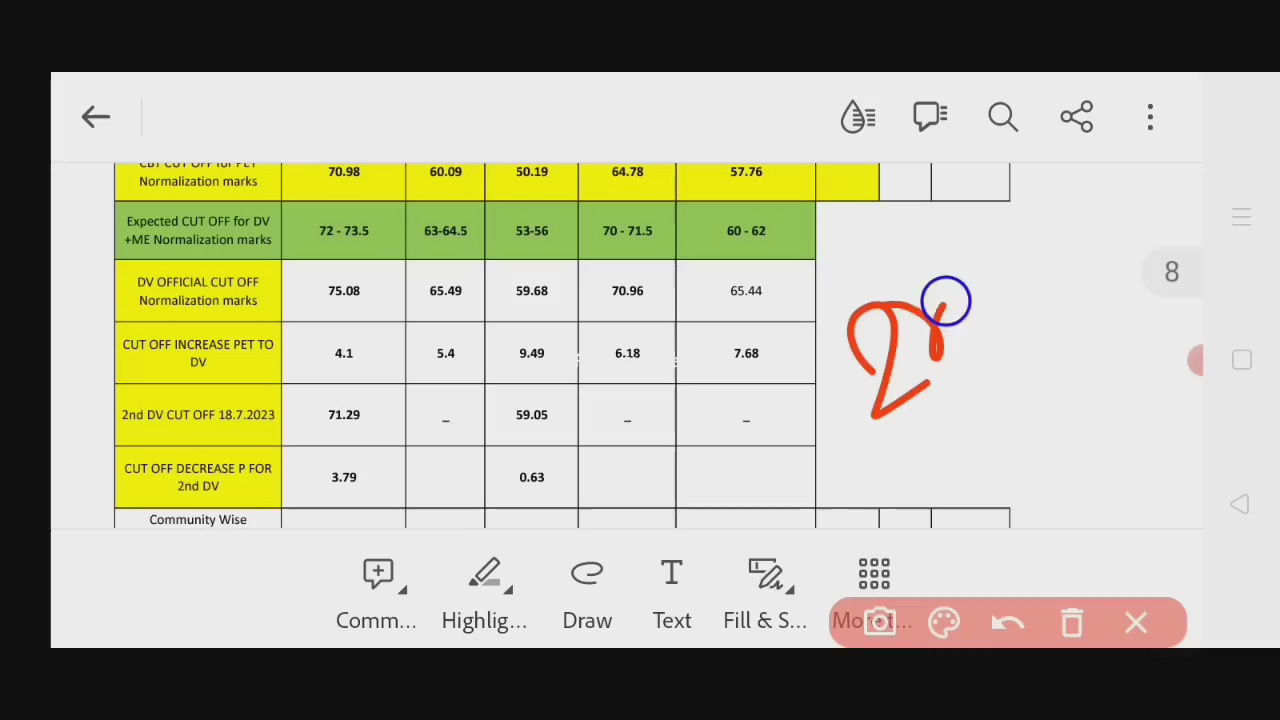 CBT CUT OFF for PET
Normalization marks 70.98 60.09 50.19 64.78 57.76
Expected CUT OFF for DV
+ME Normalization marks 72 - 73.5 63-64.5 53-56 70 - 71.5 60 - 62
DV OFFICIAL CUT OFF
Normalization marks 75.08 65.49 59.68 70.96 65.44
CUT OFF INCREASE PET TO
DV 4.1 5.4 9.49 6.18 7.68
2nd DV CUT OFF 18.7.2023 71.29 _ 59.05 _ _
CUT OFF DECREASE P FOR
2nd DV 3.79 0.63
Community Wise
8
2
Comm... Highlig... Draw Text Fill & S... More t...